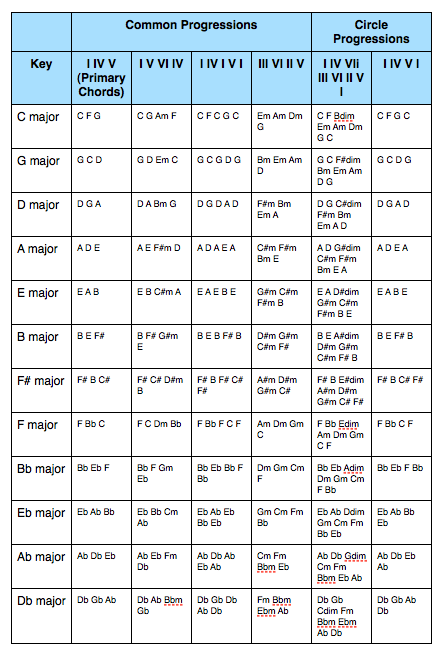 Common Progressions
Circle
Progressions
Key
I IV V
(Primary
Chords)
I V VI IV
I IV I V I
III VI II V
I IV VIi
III VI II V
I
I IV V I
C major
C F G
C G Am F
C F C G C
Em Am Dm
G
C F Bdim
Em Am Dm
G C
C F G C
G major
G C D
G D Em C
G C G D G
Bm Em Am
D
G C F#dim
Bm Em Am
D G
G C D G
D major
D G A
D A Bm G
D G D A D
F#m Bm
Em A
D G C#dim
F#m Bm
Em A D
D G A D
A major
A D E
A E F#m D
A D A E A
C#m F#m
Bm E
A D G#dim
C#m F#m
Bm E A
A D E A
E major
E A B
E B C#m A
E A E B E
G#m C#m
F#m B
E A D#dim
G#m C#m
F#m B E
E A B E
B major
B E F#
B F# G#m
E
B E B F# B
D#m G#m
C#m F#
B E A#dim
D#m G#m
C#m F# B
B E F# B
F# major
F# B C#
F# C# D#m
B
F# B F# C#
F#
A#m D#m
G#m C#
F# B E#dim
A#m D#m
G#m C# F#
F# B C# F#
F major
F Bb C
F C Dm Bb
F Bb F C F
Am Dm Gm
C
F Bb Edim
Am Dm Gm
C F
F Bb C F
Bb major
Bb Eb F
Bb F Gm
Eb
Bb Eb Bb F
Bb
Dm Gm Cm
F
Bb Eb Adim
Dm Gm Cm
F Bb
Bb Eb F Bb
Eb major
Eb Ab Bb
Eb Bb Cm
Ab
Eb Ab Eb
Bb Eb
Gm Cm Fm
Bb
Eb Ab Ddim
Gm Cm Fm
Bb Eb
Eb Ab Bb
Eb
Ab major
Ab Db Eb
Ab Eb Fm
Db
Ab Db Ab
Eb Ab
Cm Fm
Bbm Eb
Ab Db Gdim
Cm Fm
Bbm Eb Ab
Ab Db Eb
Ab
Db major
Db Gb Ab
Db Ab Bbm
Gb
Db Gb Db
Ab Db
Fm Bbm
Ebm Ab
Db Gb
Cdim Fm
Bbm Ebm
Ab Db
Db Gb Ab
Db